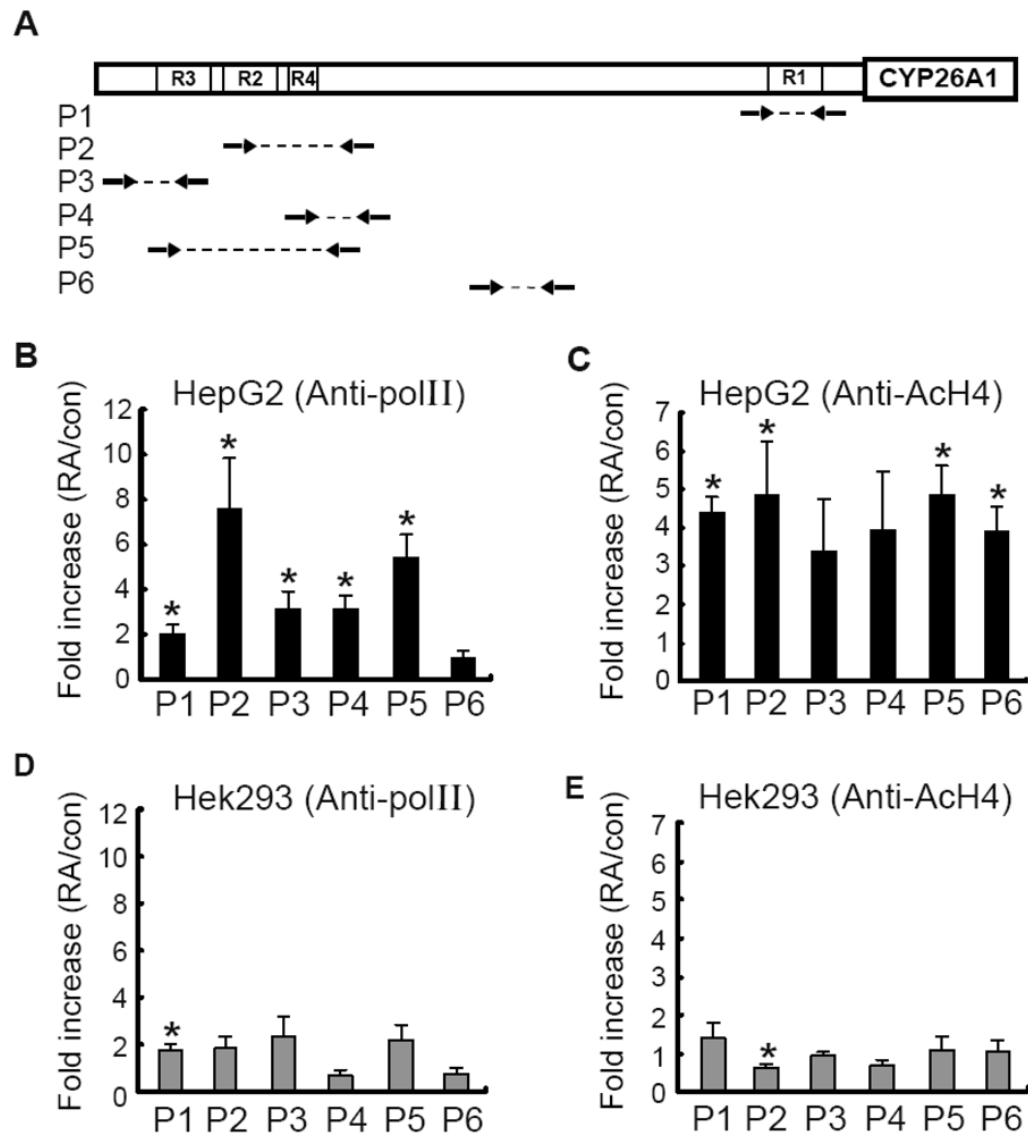 A
R3 R2 R4 R1 CYP26A1
P1
P2
P3
P4
P5
P6
B
HepG2 (Anti-polII)
Fold increase (RA/con)
12
10
8
6
4
2
0
* * * * *
P1 P2 P3 P4 P5 P6
C
HepG2 (Anti-AcH4)
Fold increase (RA/con)
7
6
5
4
3
2
1
0
* * * *
P1 P2 P3 P4 P5 P6
D
Hek293 (Anti-polII)
Fold increase (RA/con)
12
10
8
6
4
2
0
*
P1 P2 P3 P4 P5 P6
E
Hek293 (Anti-AcH4)
Fold increase (RA/con)
7
6
5
4
3
2
1
0
*
P1 P2 P3 P4 P5 P6